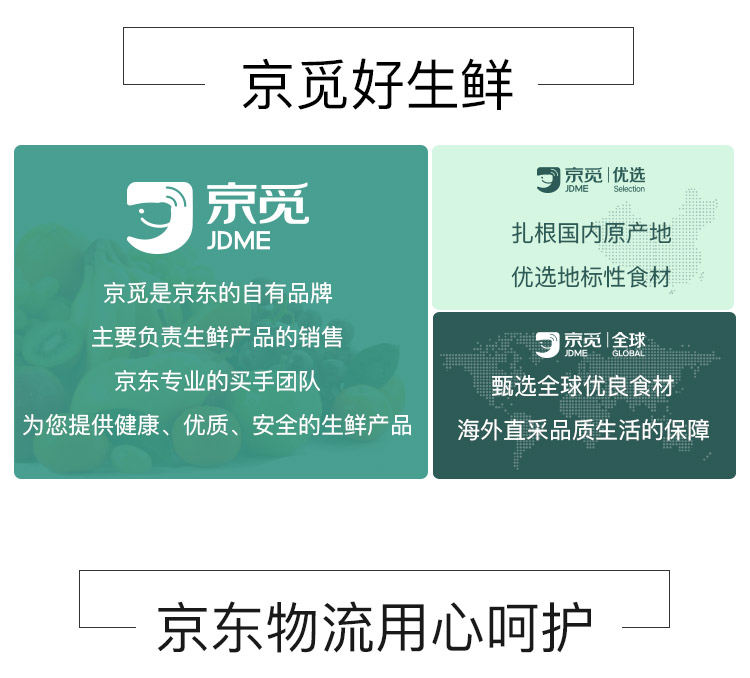 京觅好生鲜
京觅
JDME
京觅是京东的自有品牌
主要负责生鲜产品的销售
京东专业的买手团队
为您提供健康、优质、安全的生鲜产品
京觅|优选
JDME Selection
扎根国内原产地
优选地标性食材
京觅|全球
JDME GLOBAL
甄选全球优良食材
海外直采品质生活的保障
京东物流用心呵护